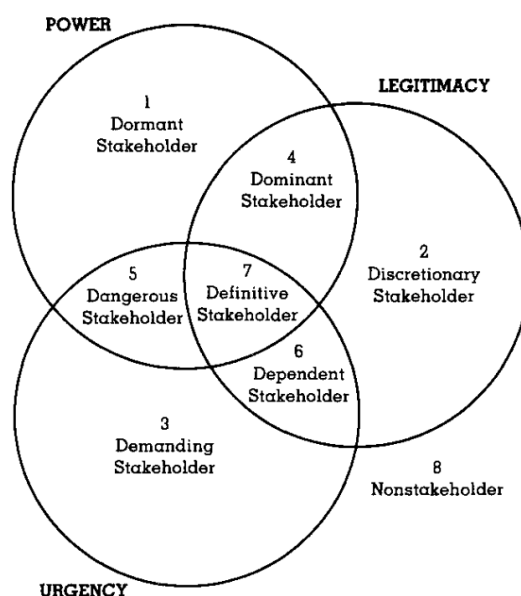 POWER
LEGITIMACY
1
Dormant
Stakeholder
4
Dominant
Stakeholder
2
Discretionary
Stakeholder
5
Dangerous
Stakeholder
7
Definitive
Stakeholder
6
Dependent
Stakeholder
3
Demanding
Stakeholder
8
Nonstakeholder
URGENCY